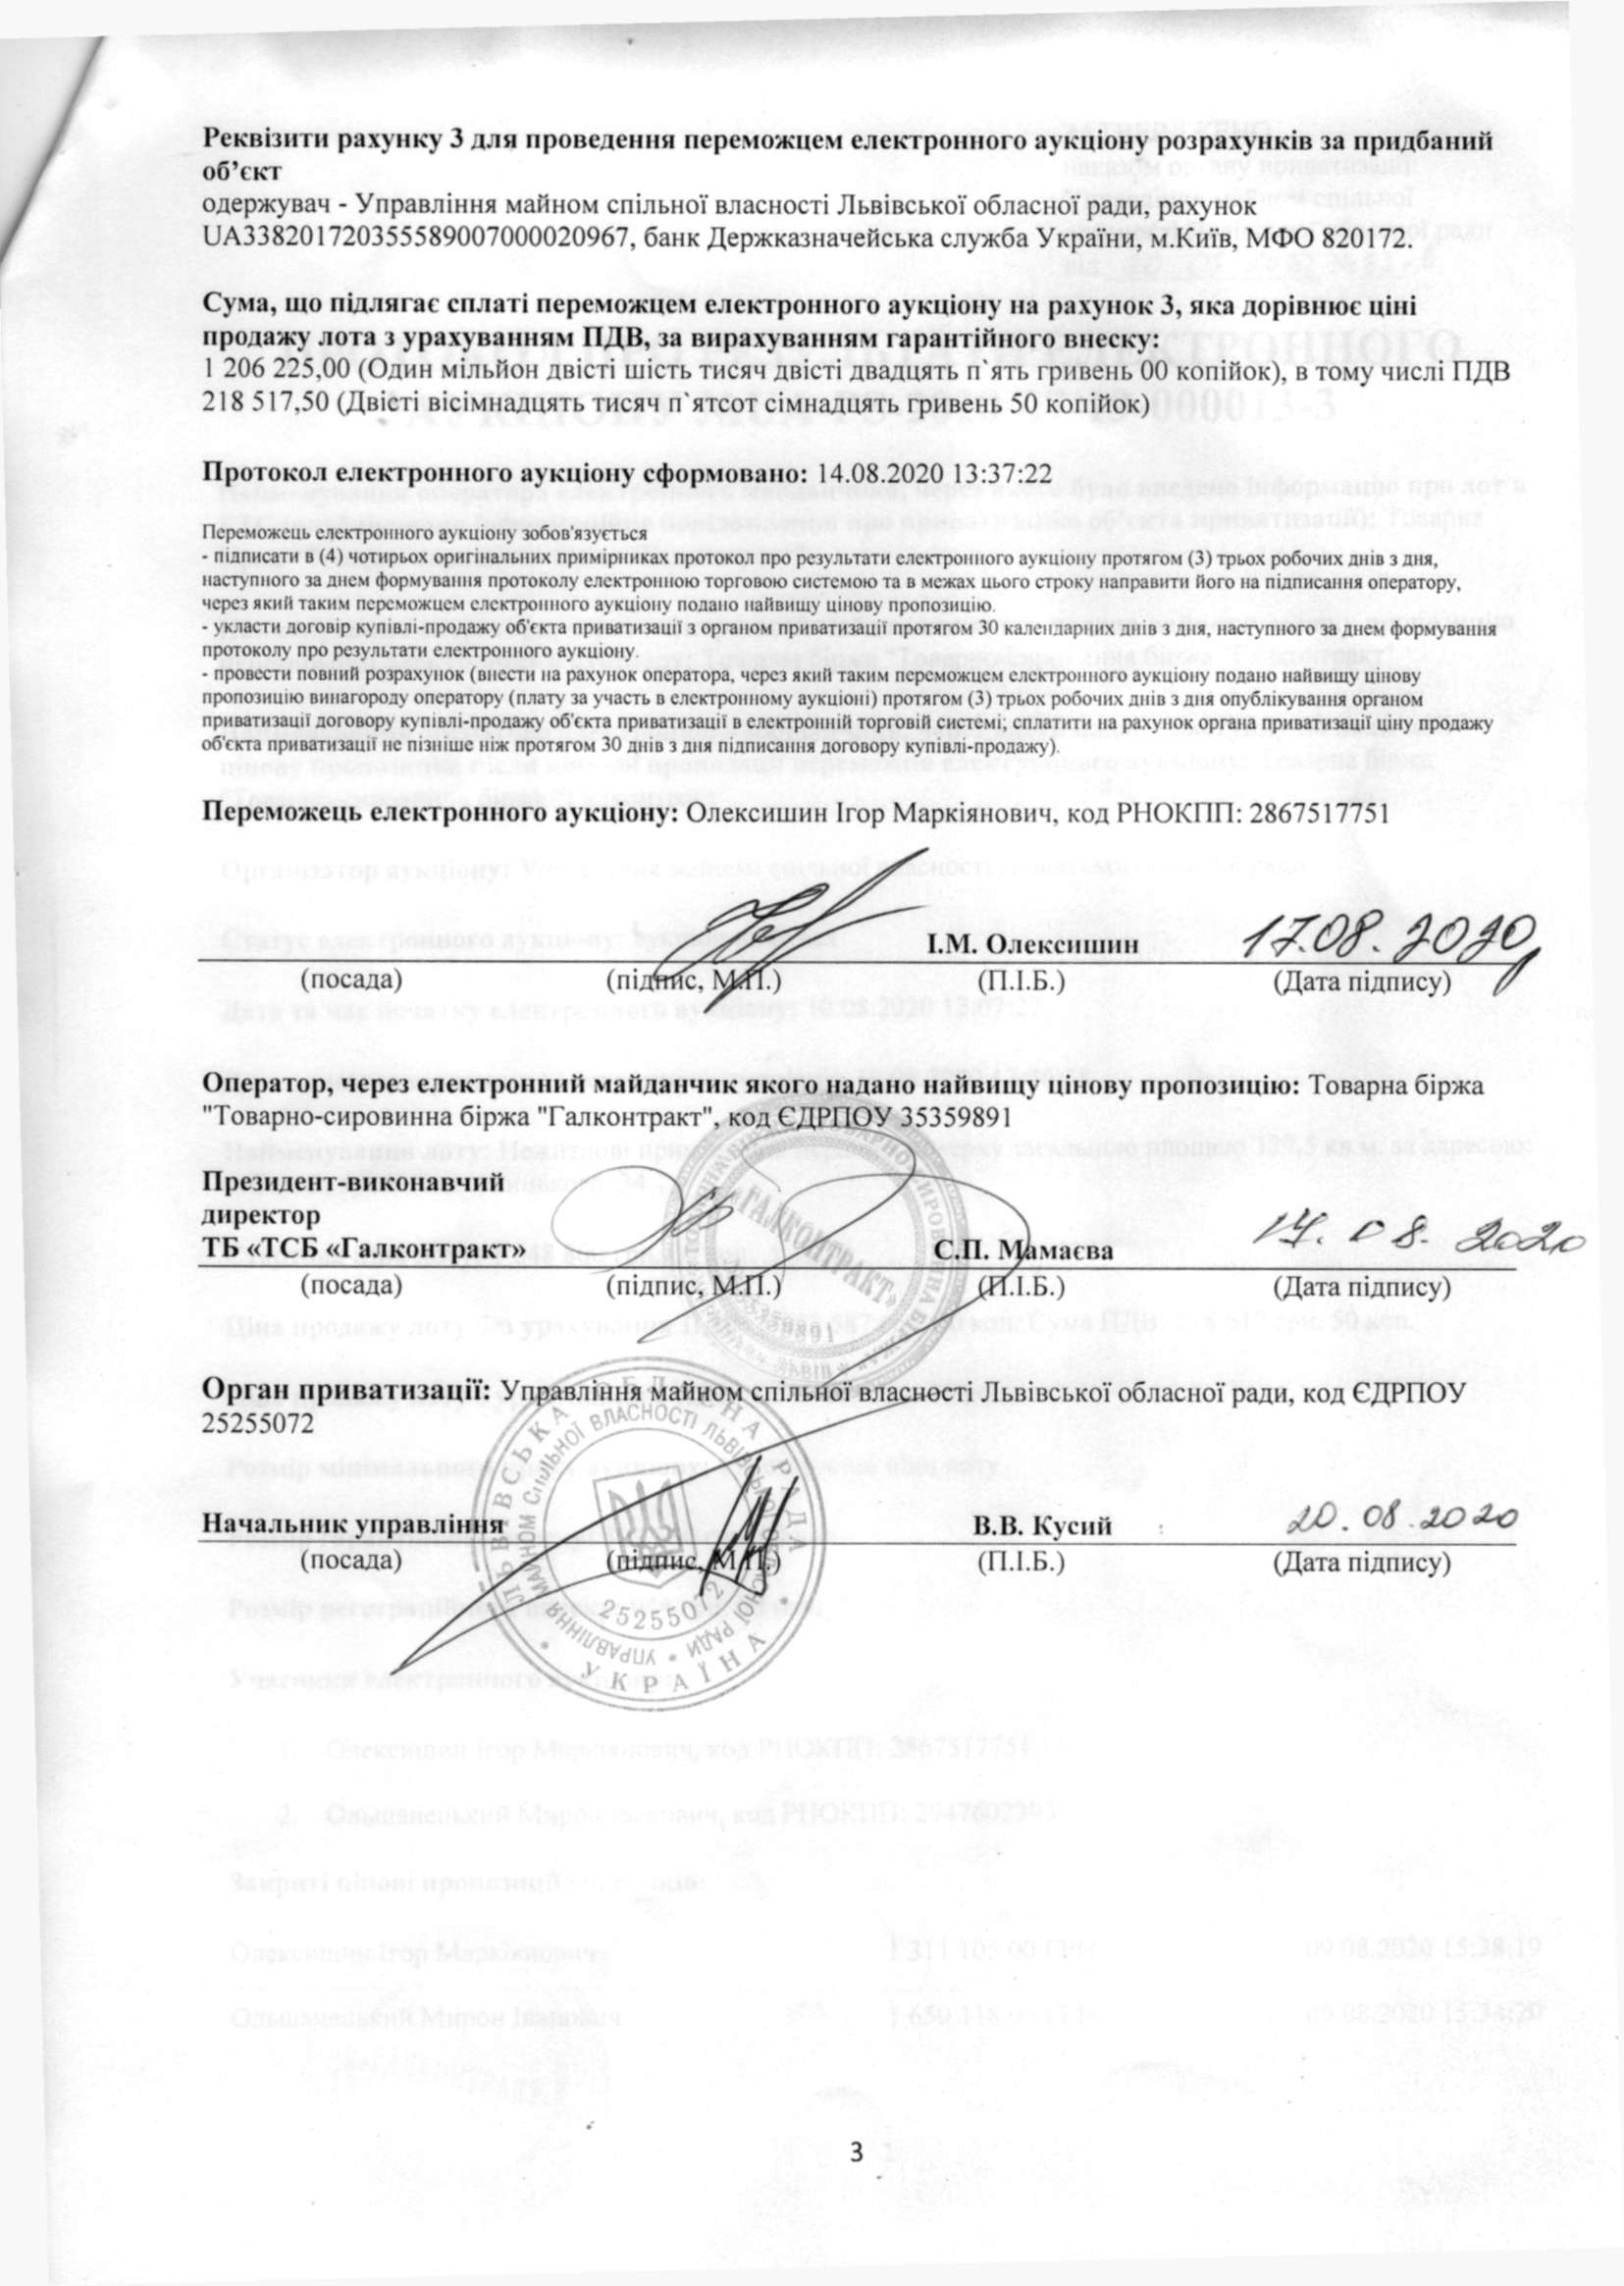 Реквізити рахунку 3 для проведення переможцем електронного аукціону розрахунків за придбаний
об’єкт
одержувач - Управління майном спільної власності Львівської обласної ради, рахунок
UA338201720355589007000020967, банк Держказначейська служба України, м.Київ, МФО 820172.
Сума, що підлягає сплаті переможцем електронного аукціону на рахунок 3, яка дорівнює ціні
продажу лота з урахуванням ПДВ, за вирахуванням гарантійного внеску:
1 206 225,00 (Один мільйон двісті шість тисяч двісті двадцять п`ять гривень 00 копійок), в тому числі ПДВ
218 517,50 (Двісті вісімнадцять тисяч п`ятсот сімнадцять гривень 50 копійок)
Протокол електронного аукціону сформовано: 14.08.2020 13:37:22
Переможець електронного аукціону зобов'язується
- підписати в (4) чотирьох оригінальних примірниках протокол про результати електронного аукціону протягом (3) трьох робочих днів з дня,
наступного за днем формування протоколу електронною торговою системою та в межах цього строку направити його на підписання оператору,
через який таким переможцем електронного аукціону подано найвищу цінову пропозицію.
- укласти договір купівлі-продажу об'єкта приватизації з органом приватизації протягом 30 календарних днів з дня, наступного за днем формування
протоколу про результати електронного аукціону.
- провести повний розрахунок (внести на рахунок оператора, через який таким переможцем електронного аукціону подано найвищу цінову
пропозицію винагороду оператору (плату за участь в електронному аукціоні) протягом (3) трьох робочих днів з дня опублікування органом
приватизації договору купівлі-продажу об'єкта приватизації в електронній торговій системі; сплатити на рахунок органа приватизації ціну продажу
об'єкта приватизації не пізніше ніж протягом 30 днів з дня підписання договору купівлі-продажу).
Переможець електронного аукціону: Олексишин Ігор Маркіянович, код РНОКПП: 2867517751
І.М. Олексишин 17.08.2020
(посада) (підпис, М.П.) (П.І.Б.) (Дата підпису)
Оператор, через електронний майданчик якого надано найвищу цінову пропозицію: Товарна біржа
"Товарно-сировинна біржа "Галконтракт", код ЄДРПОУ 35359891
Президент-виконавчий
директор
ТБ «ТСБ «Галконтракт» С.П. Мамаєва 17.08.2020
(посада) (підпис, М.П.) (П.І.Б.) (Дата підпису)
«ГАЛКОНТРАКТ»
35359891
Орган приватизації: Управління майном спільної власності Львівської обласної ради, код ЄДРПОУ
25255072
Начальник управління В.В. Кусий 20.08.2020
(посада) (підпис, М.П.) (П.І.Б.) (Дата підпису)
ЛЬВІВСЬКА ОБЛАСНА РАДА
УКРАЇНА
УПРАВЛІННЯ МАЙНОМ СПІЛЬНОЇ ВЛАСНОСТІ ЛЬВІВСЬКОЇ ОБЛАСНОЇ РАДИ
25255072
3